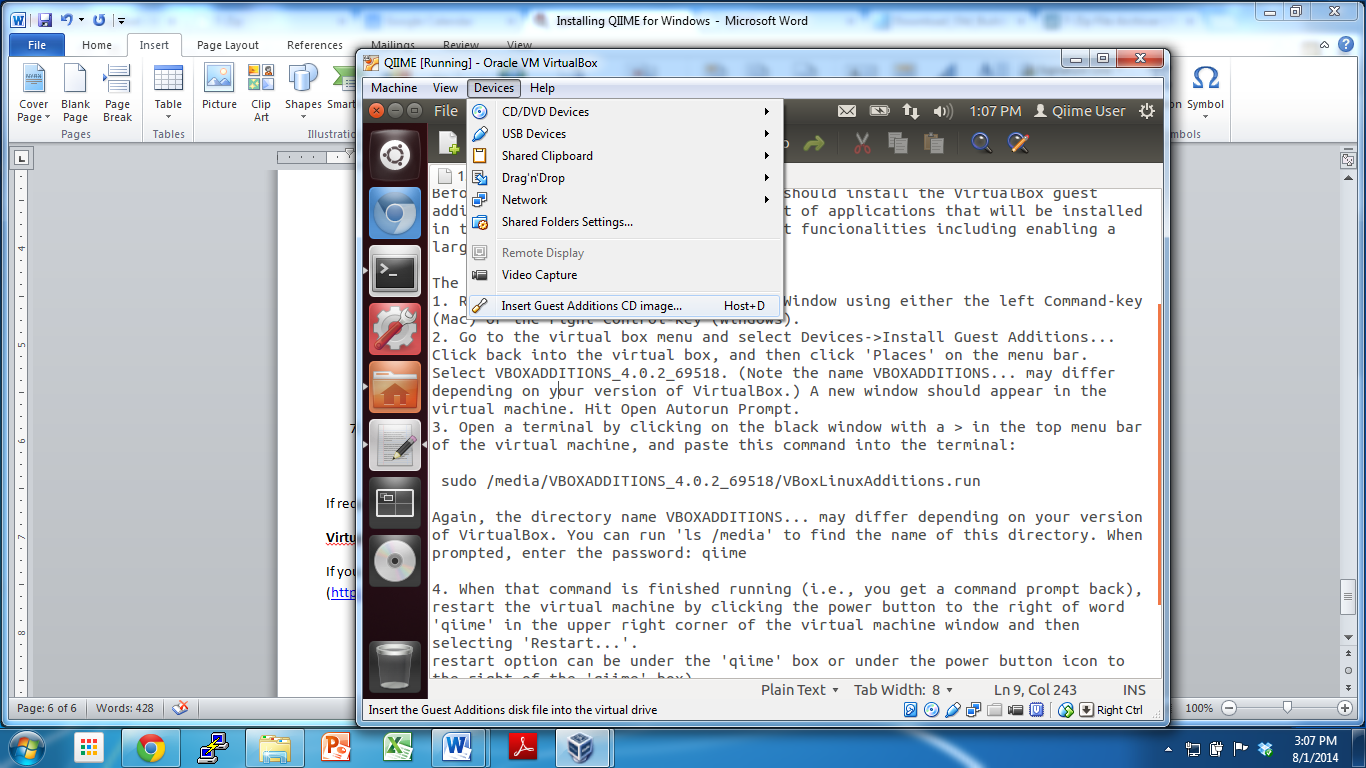 Installing QIIME for Windows - Microsoft Word
File Home Insert Page Layout References Mailings Review View
Cover Page
Blank Page
Page Break
Table
Picture
Clip Art
Shapes
Smart
Symbol
Pages
Tables
Illustratio
mbols
QIIME [Running] - Oracle VM VirtualBox
Machine View Devices Help
File
1:07 PM Qiime User
CD/DVD Devices
USB Devices
Shared Clipboard
Drag'n'Drop
Network
Shared Folders Settings...
Remote Display
Video Capture
Insert Guest Additions CD image... Host+D
1
Befo should install the VirtualBox guest
addi t of applications that will be installed
in t t funcionalities including enabling a
larg
The
1. R Window using either the left Command-key
(Mac) or the right Control-key (Windows).
2. Go to the virtual box menu and select Devices->Install Guest Additions...
Click back into the virtual box, and then click 'Places' on the menu bar.
Select VBOXADDITIONS_4.0.2_69518. (Note the name VBOXADDITIONS... may differ
depending on your version of VirtualBox.) A new window should appear in the
virtual machine. Hit Open Autorun Prompt.
3. Open a terminal by clicking on the black window with a > in the top menu bar
of the virtual machine, and paste this command into the terminal:
sudo /media/VBOXADDITIONS_4.0.2_69518/VBoxLinuxAdditions.run
Again, the directory name VBOXADDITIONS... may differ depending on your version
of VirtualBox. You can run 'ls /media' to find the name of this directory. When
prompted, enter the password: qiime
4. When that command is finished running (i.e., you get a command prompt back),
restart the virtual machine by clicking the power button to the right of word
'qiime' in the upper right corner of the virtual machine window and then
selecting 'Restart...'.
restart option can be under the 'qiime' box or under the power button icon to
the right of the 'qiime' box)
Plain Text Tab Width: 8 Ln 9, Col 243 INS
Insert the Guest Additions disk file into the virtual drive
Right Ctrl
7
If rec
Virtu
If you
(http
4
5
6
7
8
Page: 6 of 6 Words: 428
100%
3:07 PM
8/1/2014